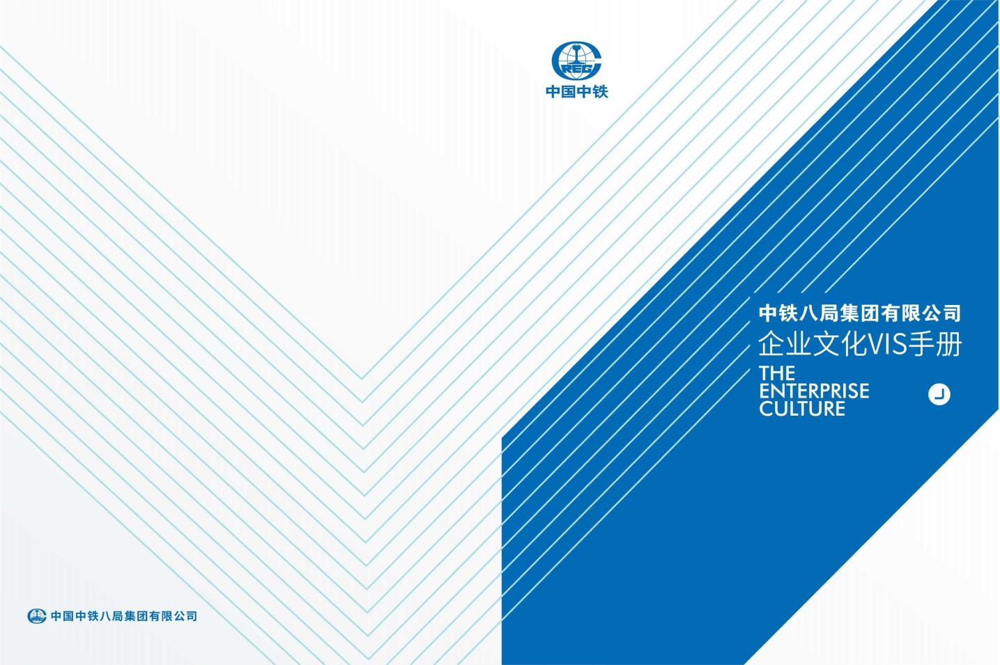 CREG
中国中铁
中铁八局集团有限公司
企业文化VIS手册
THE
ENTERPRISE
CULTURE
中国中铁八局集团有限公司